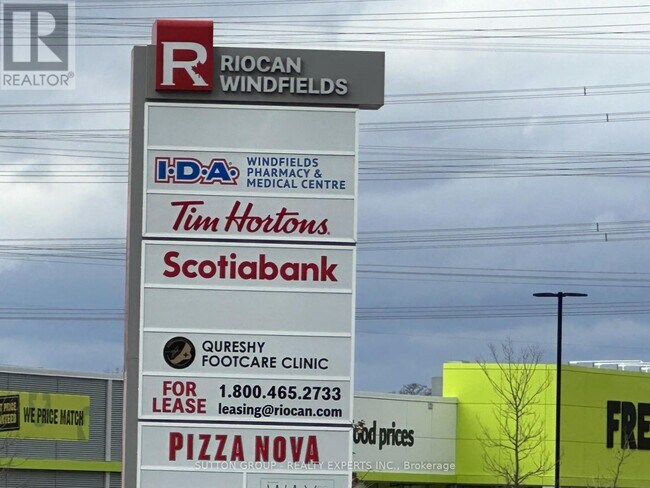 REALTOR®
R
RIOCAN
WINDFIELDS
I·D·A·
WINDFIELDS
PHARMACY &
MEDICAL CENTRE
Tim Hortons
Scotiabank
QURESHY
FOOTCARE CLINIC
FOR
LEASE
1.800.465.2733
leasing@riocan.com
PIZZA NOVA
WE PRICE MATCH
food prices
FRE
SUTTON GROUP - REALTY EXPERTS INC., Brokerage